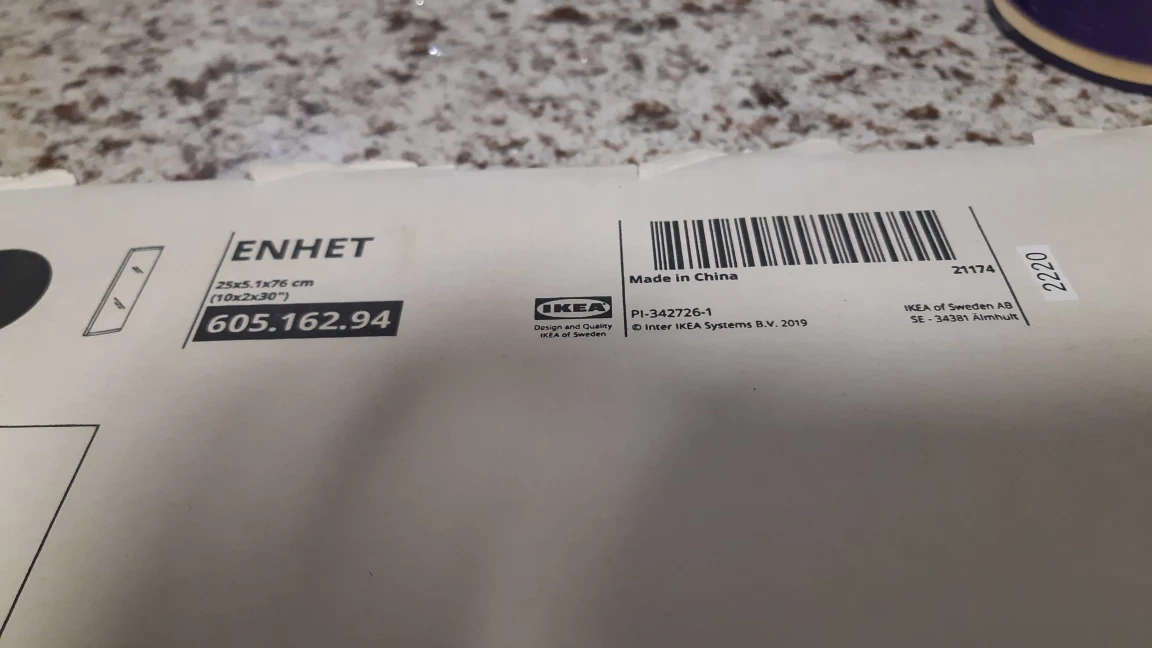 ENHET
25x5.1x76 cm
(10x2x30")
605.162.94
IKEA
Design and Quality
IKEA of Sweden
Made in China
21174
PI-342726-1
© Inter IKEA Systems B.V. 2019
IKEA of Sweden AB
SE - 34381 Älmhult
2220